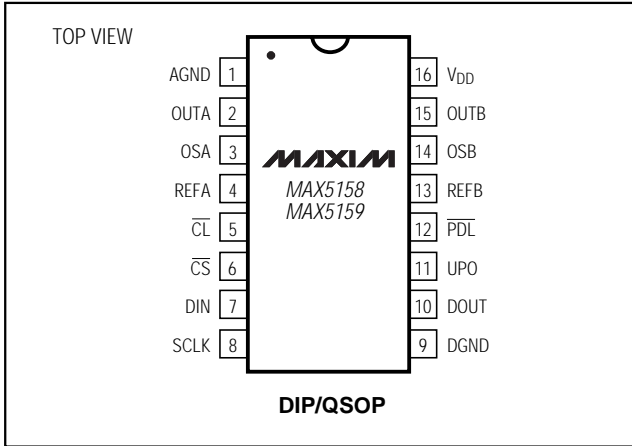 TOP VIEW
AGND 1 16 VDD
OUTA 2 15 OUTB
OSA 3 14 OSB
MAXIM
REFA 4 MAX5158 13 REFB
MAX5159
CL 5 12 PDL
CS 6 11 UPO
DIN 7 10 DOUT
SCLK 8 9 DGND
DIP/QSOP